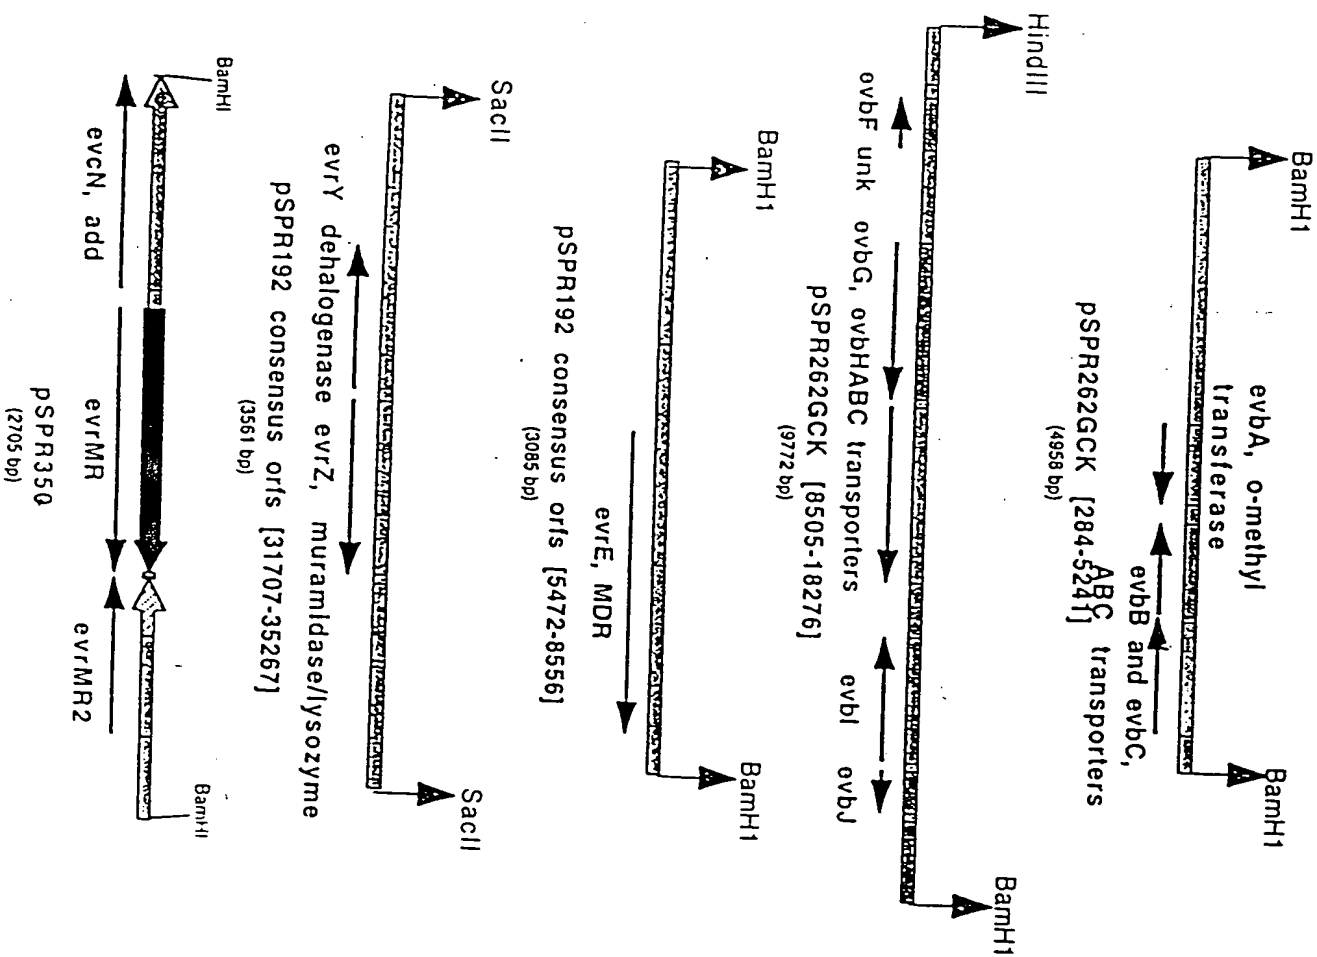 BamH1
BamH1
evbA, o-methyl
transferase
evbB and evbC,
ABC transporters
pSPR262GCK [284-5241]
(4958 bp)
HindIII
BamH1
ovbF unk ovbG, ovbHABC transporters evbI ovbJ
pSPR262GCK [8505-18276]
(9772 bp)
BamH1
BamH1
evrE, MDR
pSPR192 consensus orfs [5472-8556]
(3085 bp)
SacII
SacII
evrY dehalogenase evrZ, muramidase/lysozyme
pSPR192 consensus orfs [31707-35267]
(3561 bp)
BamHI
BamHI
evcN, add evrMR evrMR2
pSPR350
(2705 bp)